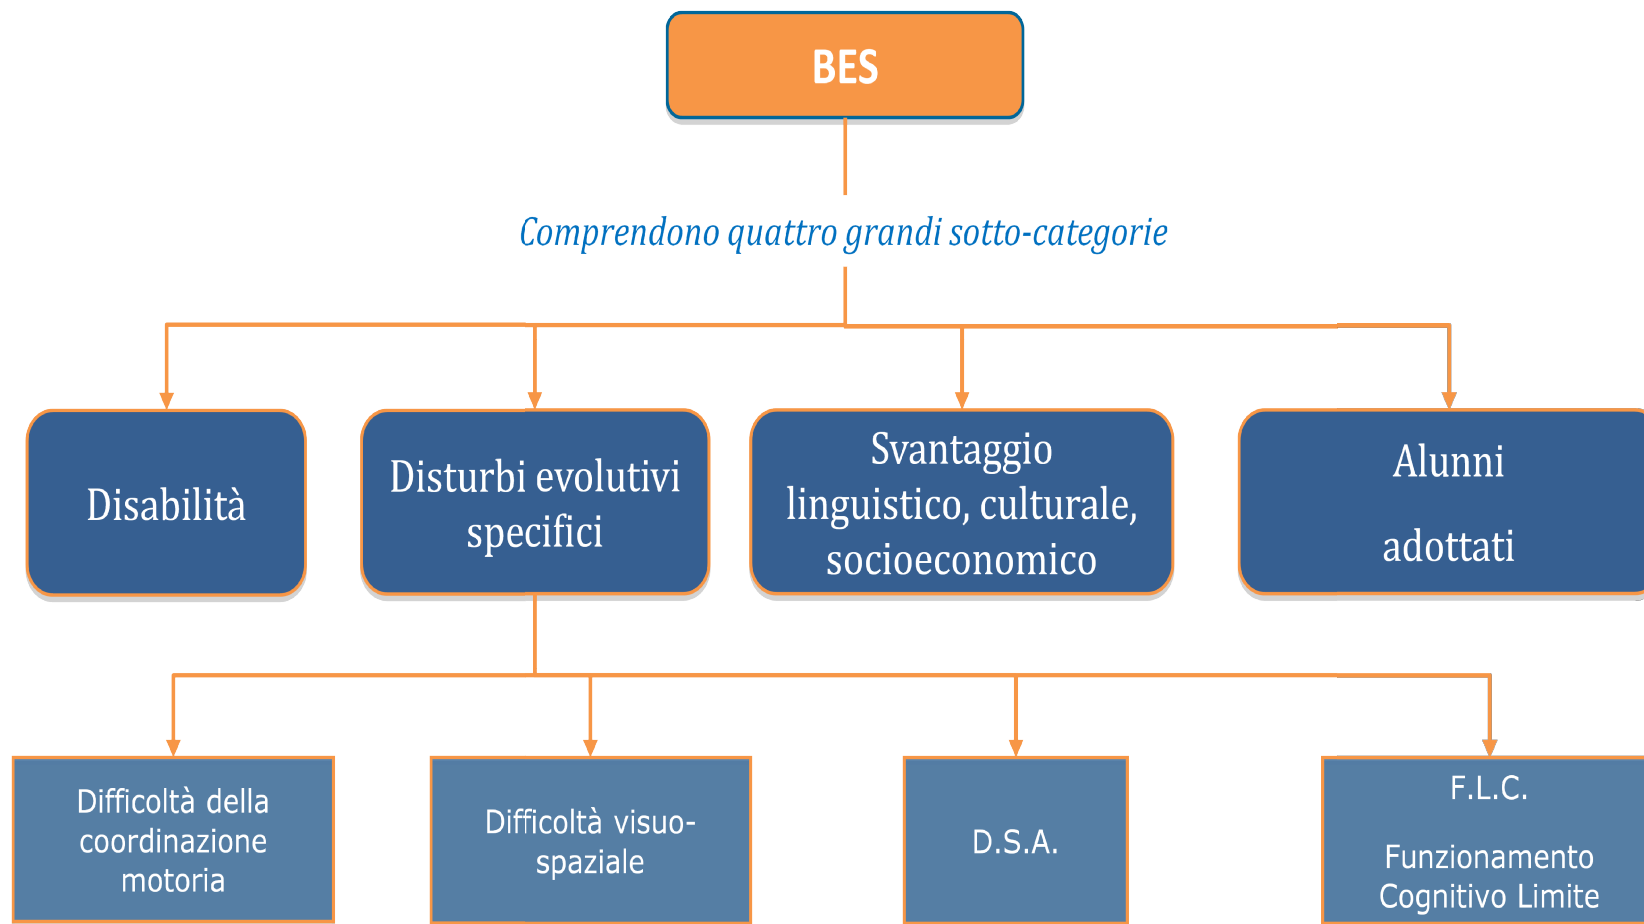 BES
Comprendono quattro grandi sotto-categorie
Disabilità
Disturbi evolutivi
specifici
Svantaggio
linguistico, culturale,
socioeconomico
Alunni
adottati
Difficoltà della
coordinazione
motoria
Difficoltà visuo-
spaziale
D.S.A.
F.L.C.
Funzionamento
Cognitivo Limite